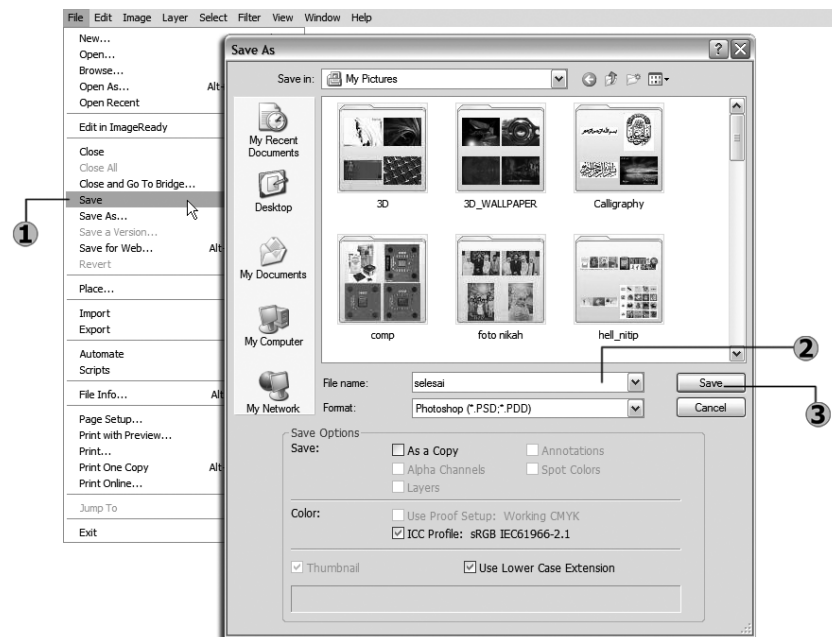 File Edit Image Layer Select Filter View Window Help
New...
Open...
Browse...
Open As... Alt
Open Recent
Edit in ImageReady
Close
Close All
Close and Go To Bridge...
Save
Save As...
Save a Version...
Save for Web... Alt
Revert
Place...
Import
Export
Automate
Scripts
File Info... Alt
Page Setup...
Print with Preview...
Print...
Print One Copy Alt
Print Online...
Jump To
Exit
1
Save As
Save in: My Pictures
My Recent
Documents
Desktop
My Documents
My Computer
My Network
3D
3D_WALLPAPER
Calligraphy
comp
foto nikah
hell_nitip
2
File name: selesai Save
3
Format: Photoshop (*.PSD;*.PDD) Cancel
Save Options
Save: As a Copy Annotations
Alpha Channels Spot Colors
Layers
Color: Use Proof Setup: Working CMYK
ICC Profile: sRGB IEC61966-2.1
Thumbnail Use Lower Case Extension